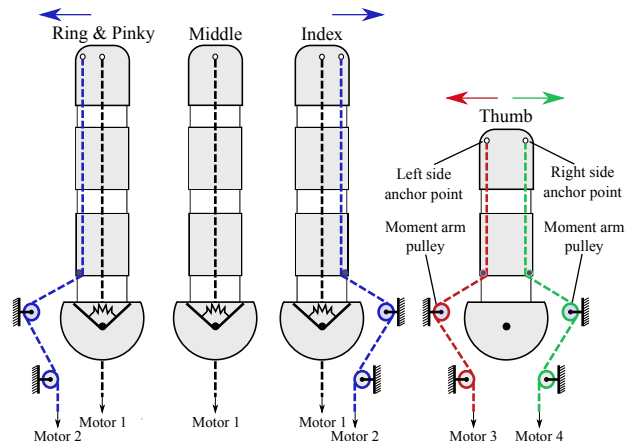 Ring & Pinky
Middle
Index
Thumb
Left side
anchor point
Right side
anchor point
Moment arm
pulley
Moment arm
pulley
Motor 1
Motor 2
Motor 1
Motor 1
Motor 2
Motor 3
Motor 4